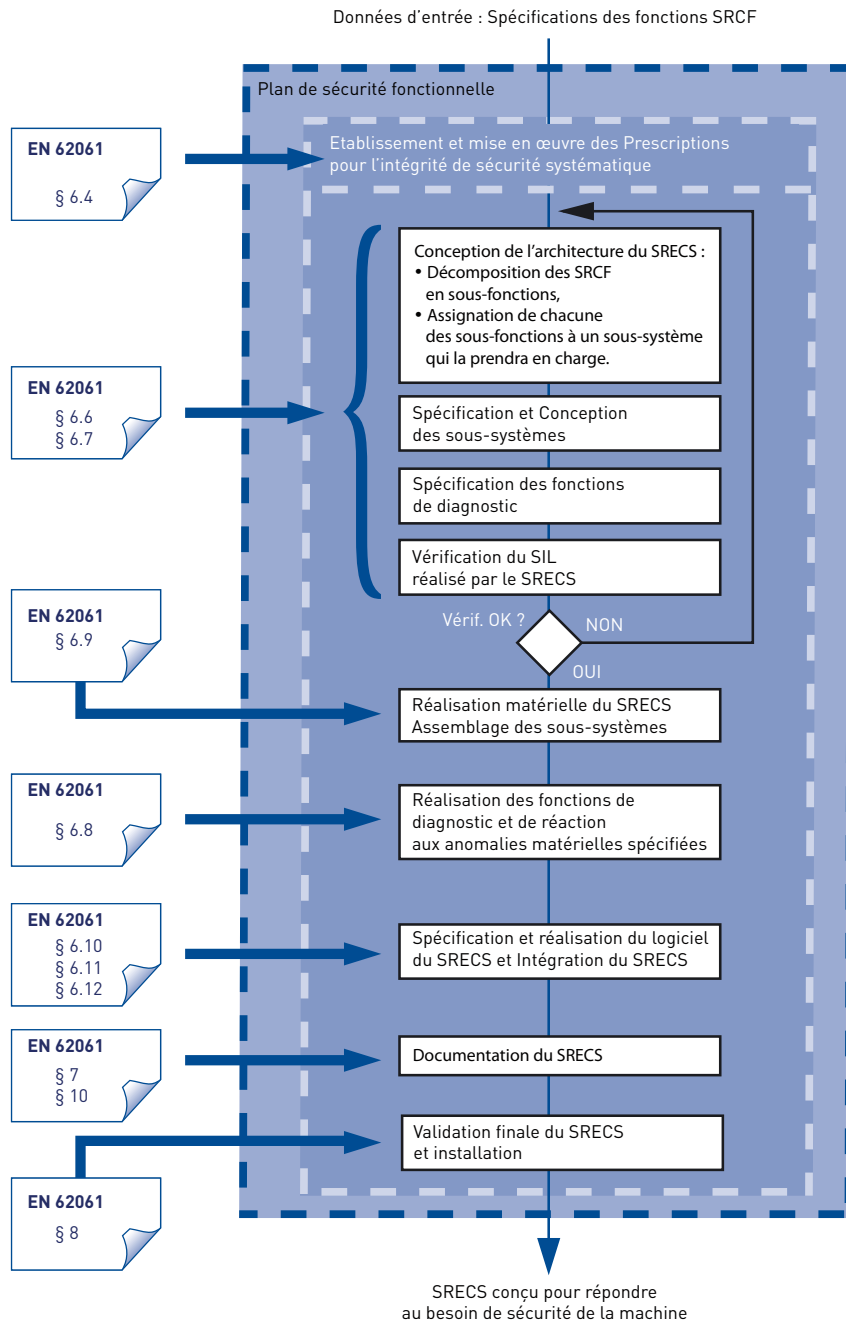 Données d'entrée : Spécifications des fonctions SRCF
Plan de sécurité fonctionnelle
EN 62061
§ 6.4
Etablissement et mise en œuvre des Prescriptions
pour l'intégrité de sécurité systématique
Conception de l'architecture du SRECS :
• Décomposition des SRCF
en sous-fonctions,
• Assignation de chacune
des sous-fonctions à un sous-système
qui la prendra en charge.
EN 62061
§ 6.6
§ 6.7
Spécification et Conception
des sous-systèmes
Spécification des fonctions
de diagnostic
Vérification du SIL
réalisé par le SRECS
Vérif. OK ?
NON
OUI
EN 62061
§ 6.9
Réalisation matérielle du SRECS
Assemblage des sous-systèmes
EN 62061
§ 6.8
Réalisation des fonctions de
diagnostic et de réaction
aux anomalies matérielles spécifiées
EN 62061
§ 6.10
§ 6.11
§ 6.12
Spécification et réalisation du logiciel
du SRECS et Intégration du SRECS
EN 62061
§ 7
§ 10
Documentation du SRECS
Validation finale du SRECS
et installation
EN 62061
§ 8
SRECS conçu pour répondre
au besoin de sécurité de la machine